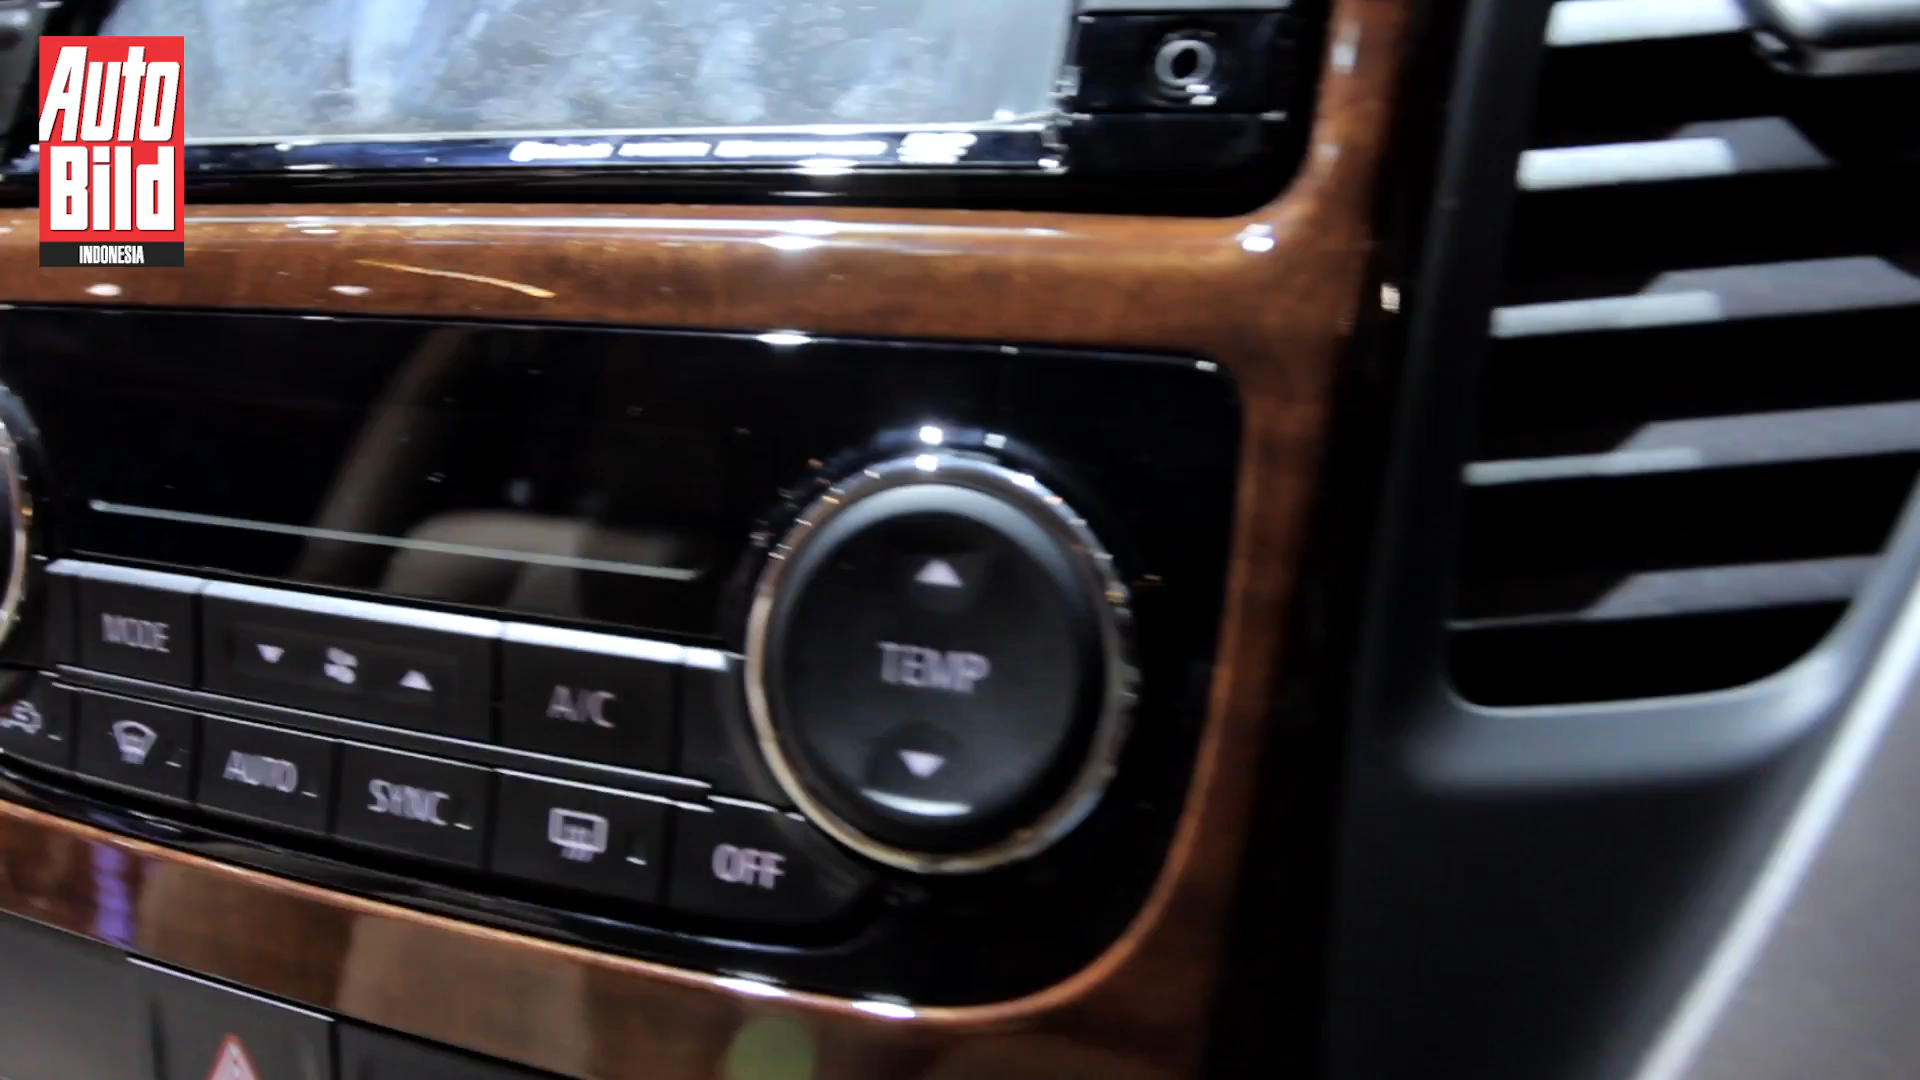 Auto
Bild
INDONESIA
MODE
A/C
TEMP
AUTO
SYNC
OFF